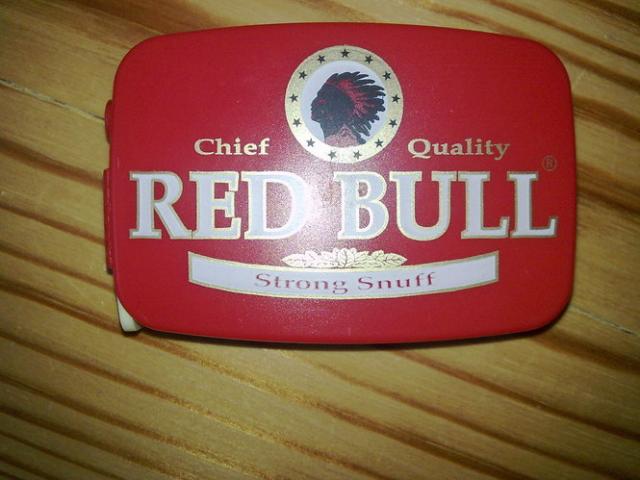 Chief Quality
RED BULL ®
Strong Snuff